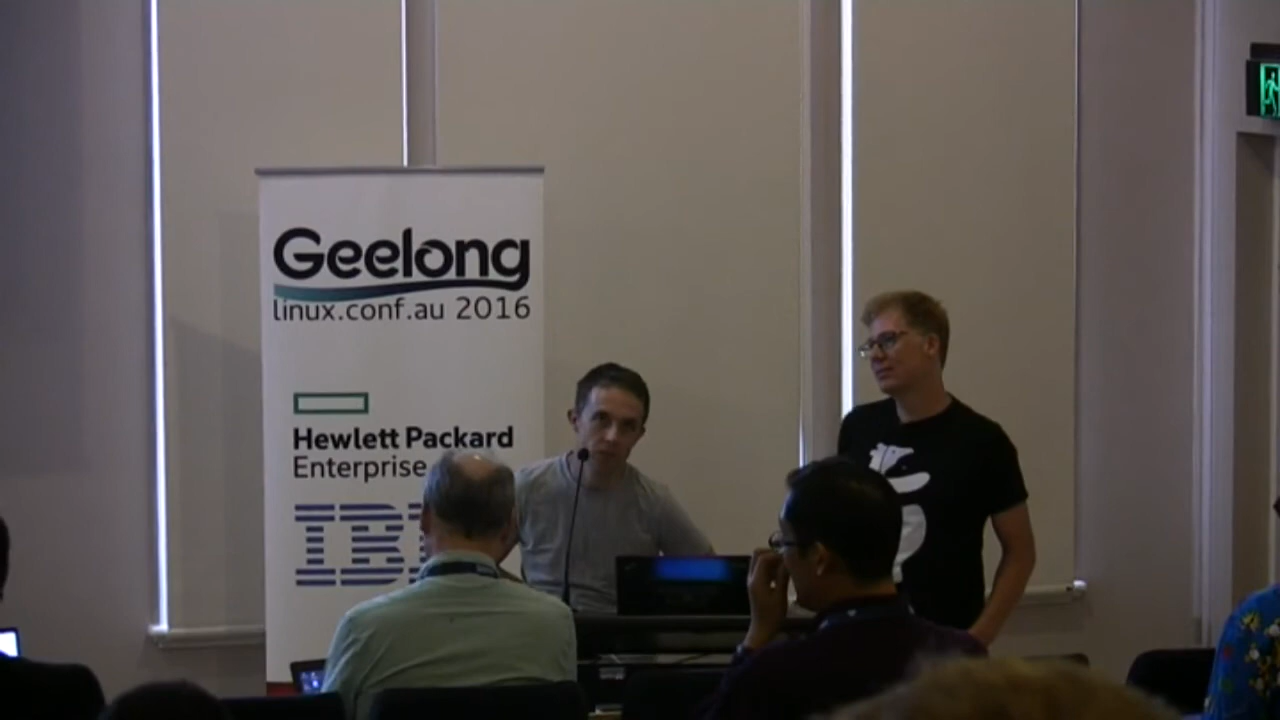 Geelong
linux.conf.au 2016
Hewlett Packard
Enterprise
IBM